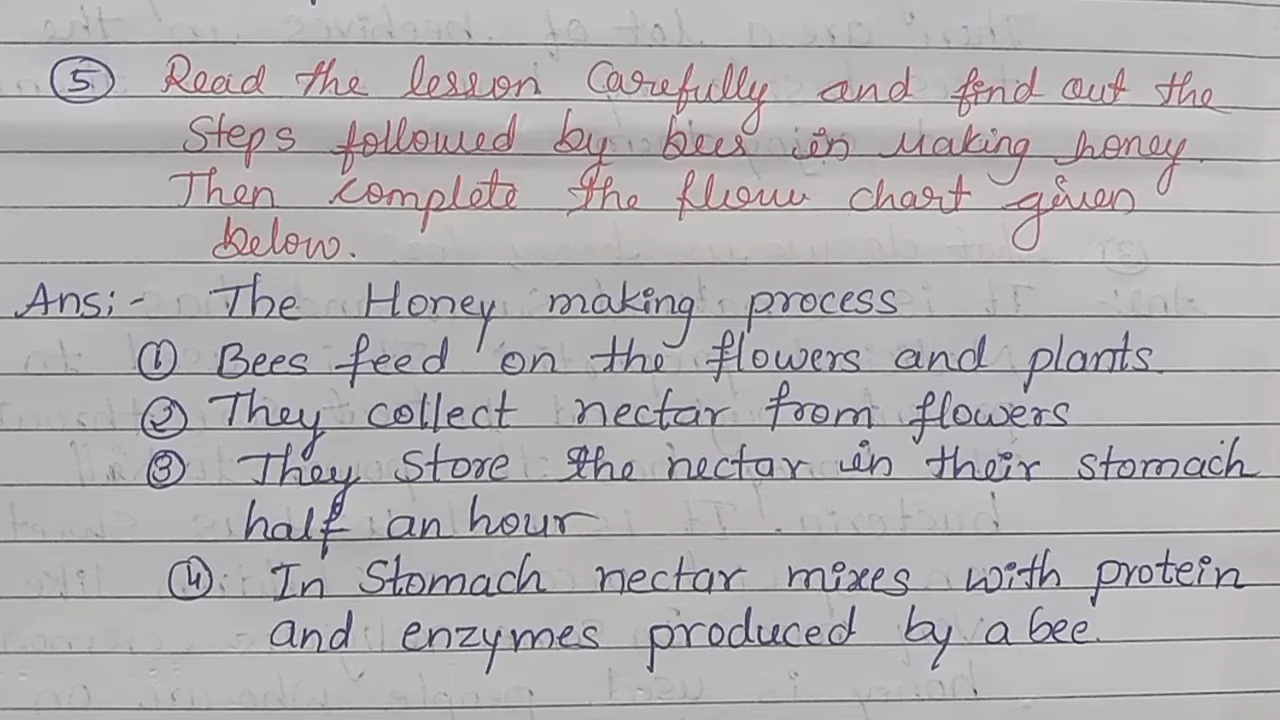 5 Read the lesson Carefully and find out the
Steps followed by bees in Making honey.
Then complete the flow chart given
below.
Ans:- The Honey making process
1 Bees feed on the flowers and plants.
2 They collect nectar from flowers
3 They Store the nectar in their stomach
half an hour
4 In Stomach nectar mixes with protein
and enzymes produced by a bee.